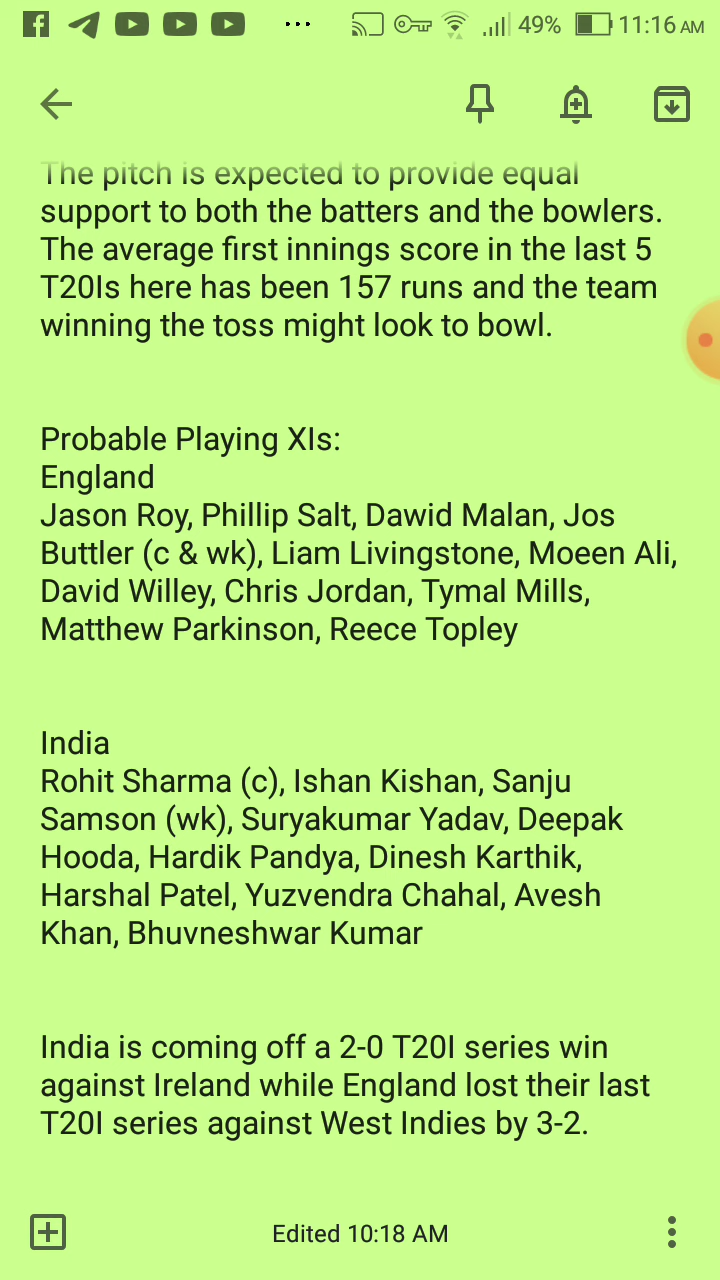 49% 11:16 AM
The pitch is expected to provide equal
support to both the batters and the bowlers.
The average first innings score in the last 5
T20Is here has been 157 runs and the team
winning the toss might look to bowl.
Probable Playing XIs:
England
Jason Roy, Phillip Salt, Dawid Malan, Jos
Buttler (c & wk), Liam Livingstone, Moeen Ali,
David Willey, Chris Jordan, Tymal Mills,
Matthew Parkinson, Reece Topley
India
Rohit Sharma (c), Ishan Kishan, Sanju
Samson (wk), Suryakumar Yadav, Deepak
Hooda, Hardik Pandya, Dinesh Karthik,
Harshal Patel, Yuzvendra Chahal, Avesh
Khan, Bhuvneshwar Kumar
India is coming off a 2-0 T20I series win
against Ireland while England lost their last
T20I series against West Indies by 3-2.
Edited 10:18 AM